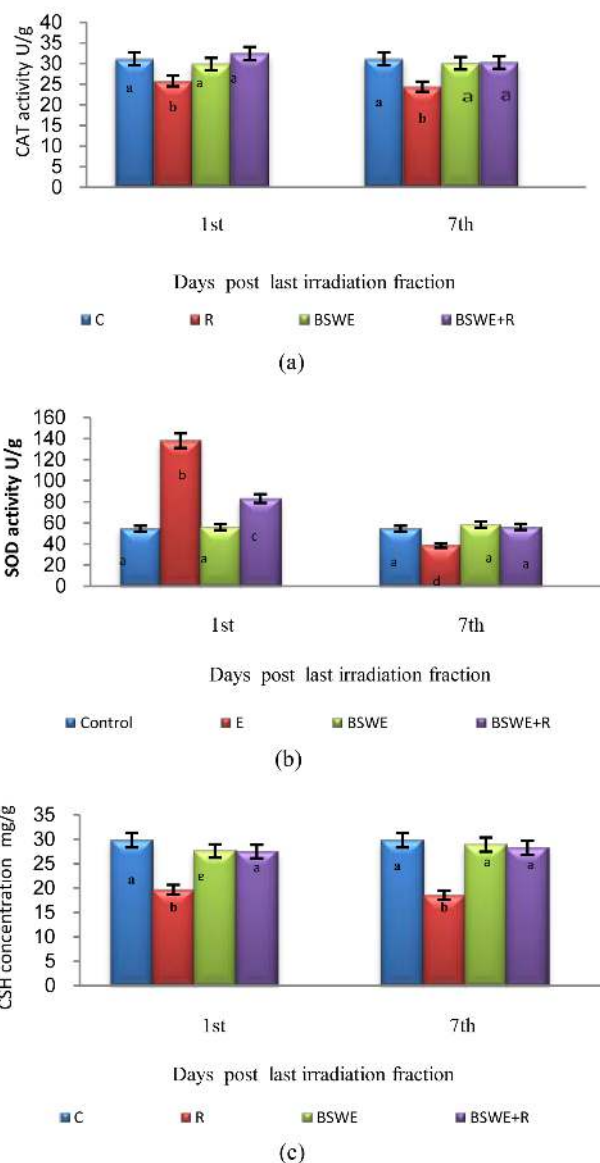 CAT activity U/g
40
35
30
25
20
15
10
5
0
a b a a
a b a a
1st 7th
Days post last irradiation fraction
C R BSWE BSWE+R
(a)
SOD activity U/g
160
140
120
100
80
60
40
20
0
a b a c
a d a a
1st 7th
Days post last irradiation fraction
Control E BSWE BSWE+R
(b)
CSH concentration mg/g
35
30
25
20
15
10
5
0
a b g a
a b a a
1st 7th
Days post last irradiation fraction
C R BSWE BSWE+R
(c)